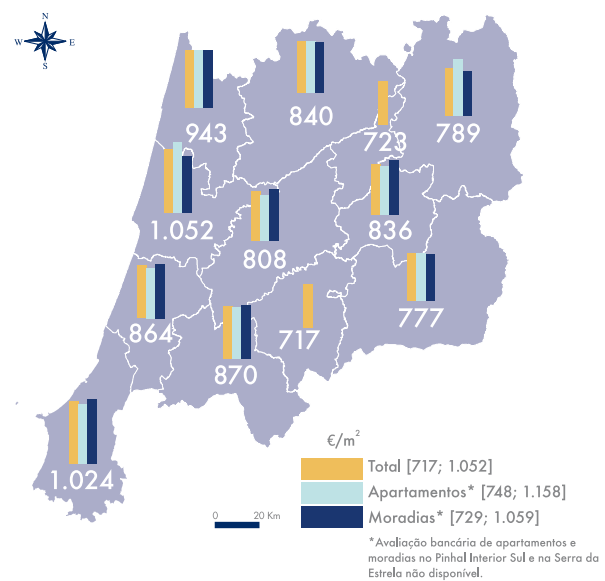 N
W
E
S
943
840
723
789
1.052
808
836
864
870
717
777
1.024
€/m²
Total [717; 1.052]
Apartamentos* [748; 1.158]
Moradias* [729; 1.059]
0 20 Km
*Avaliação bancária de apartamentos e
moradias no Pinhal Interior Sul e na Serra da
Estrela não disponível.